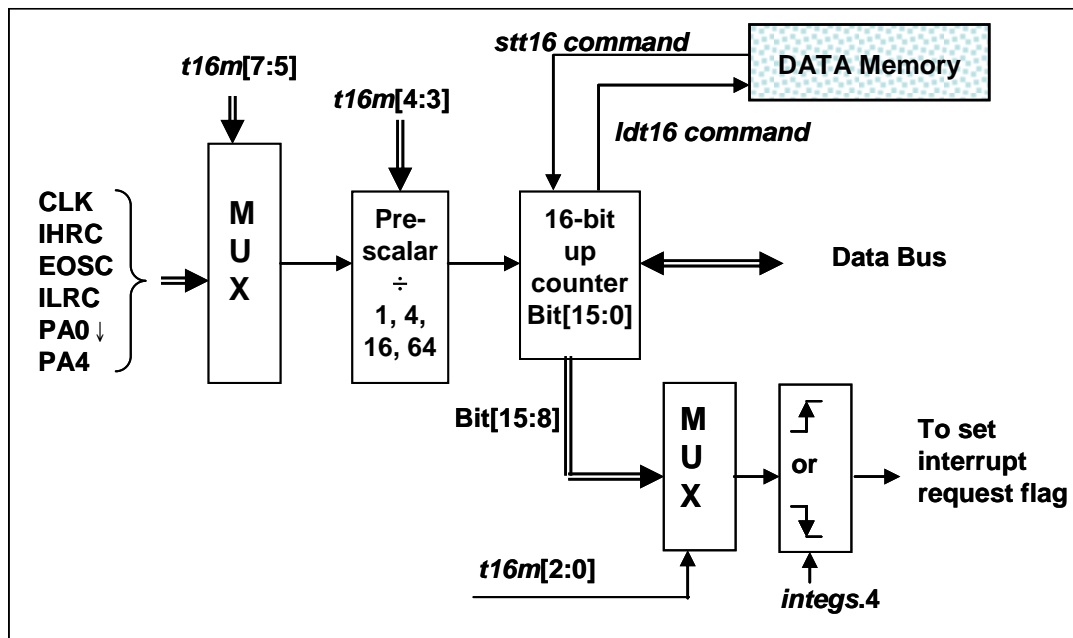 stt16 command
DATA Memory
t16m[7:5]
t16m[4:3]
ldt16 command
CLK
IHRC
EOSC
ILRC
PA0↓
PA4
M
U
X
Pre-
scalar
÷
1, 4,
16, 64
16-bit
up
counter
Bit[15:0]
Data Bus
Bit[15:8]
M
U
X
or
To set
interrupt
request flag
t16m[2:0]
integs.4